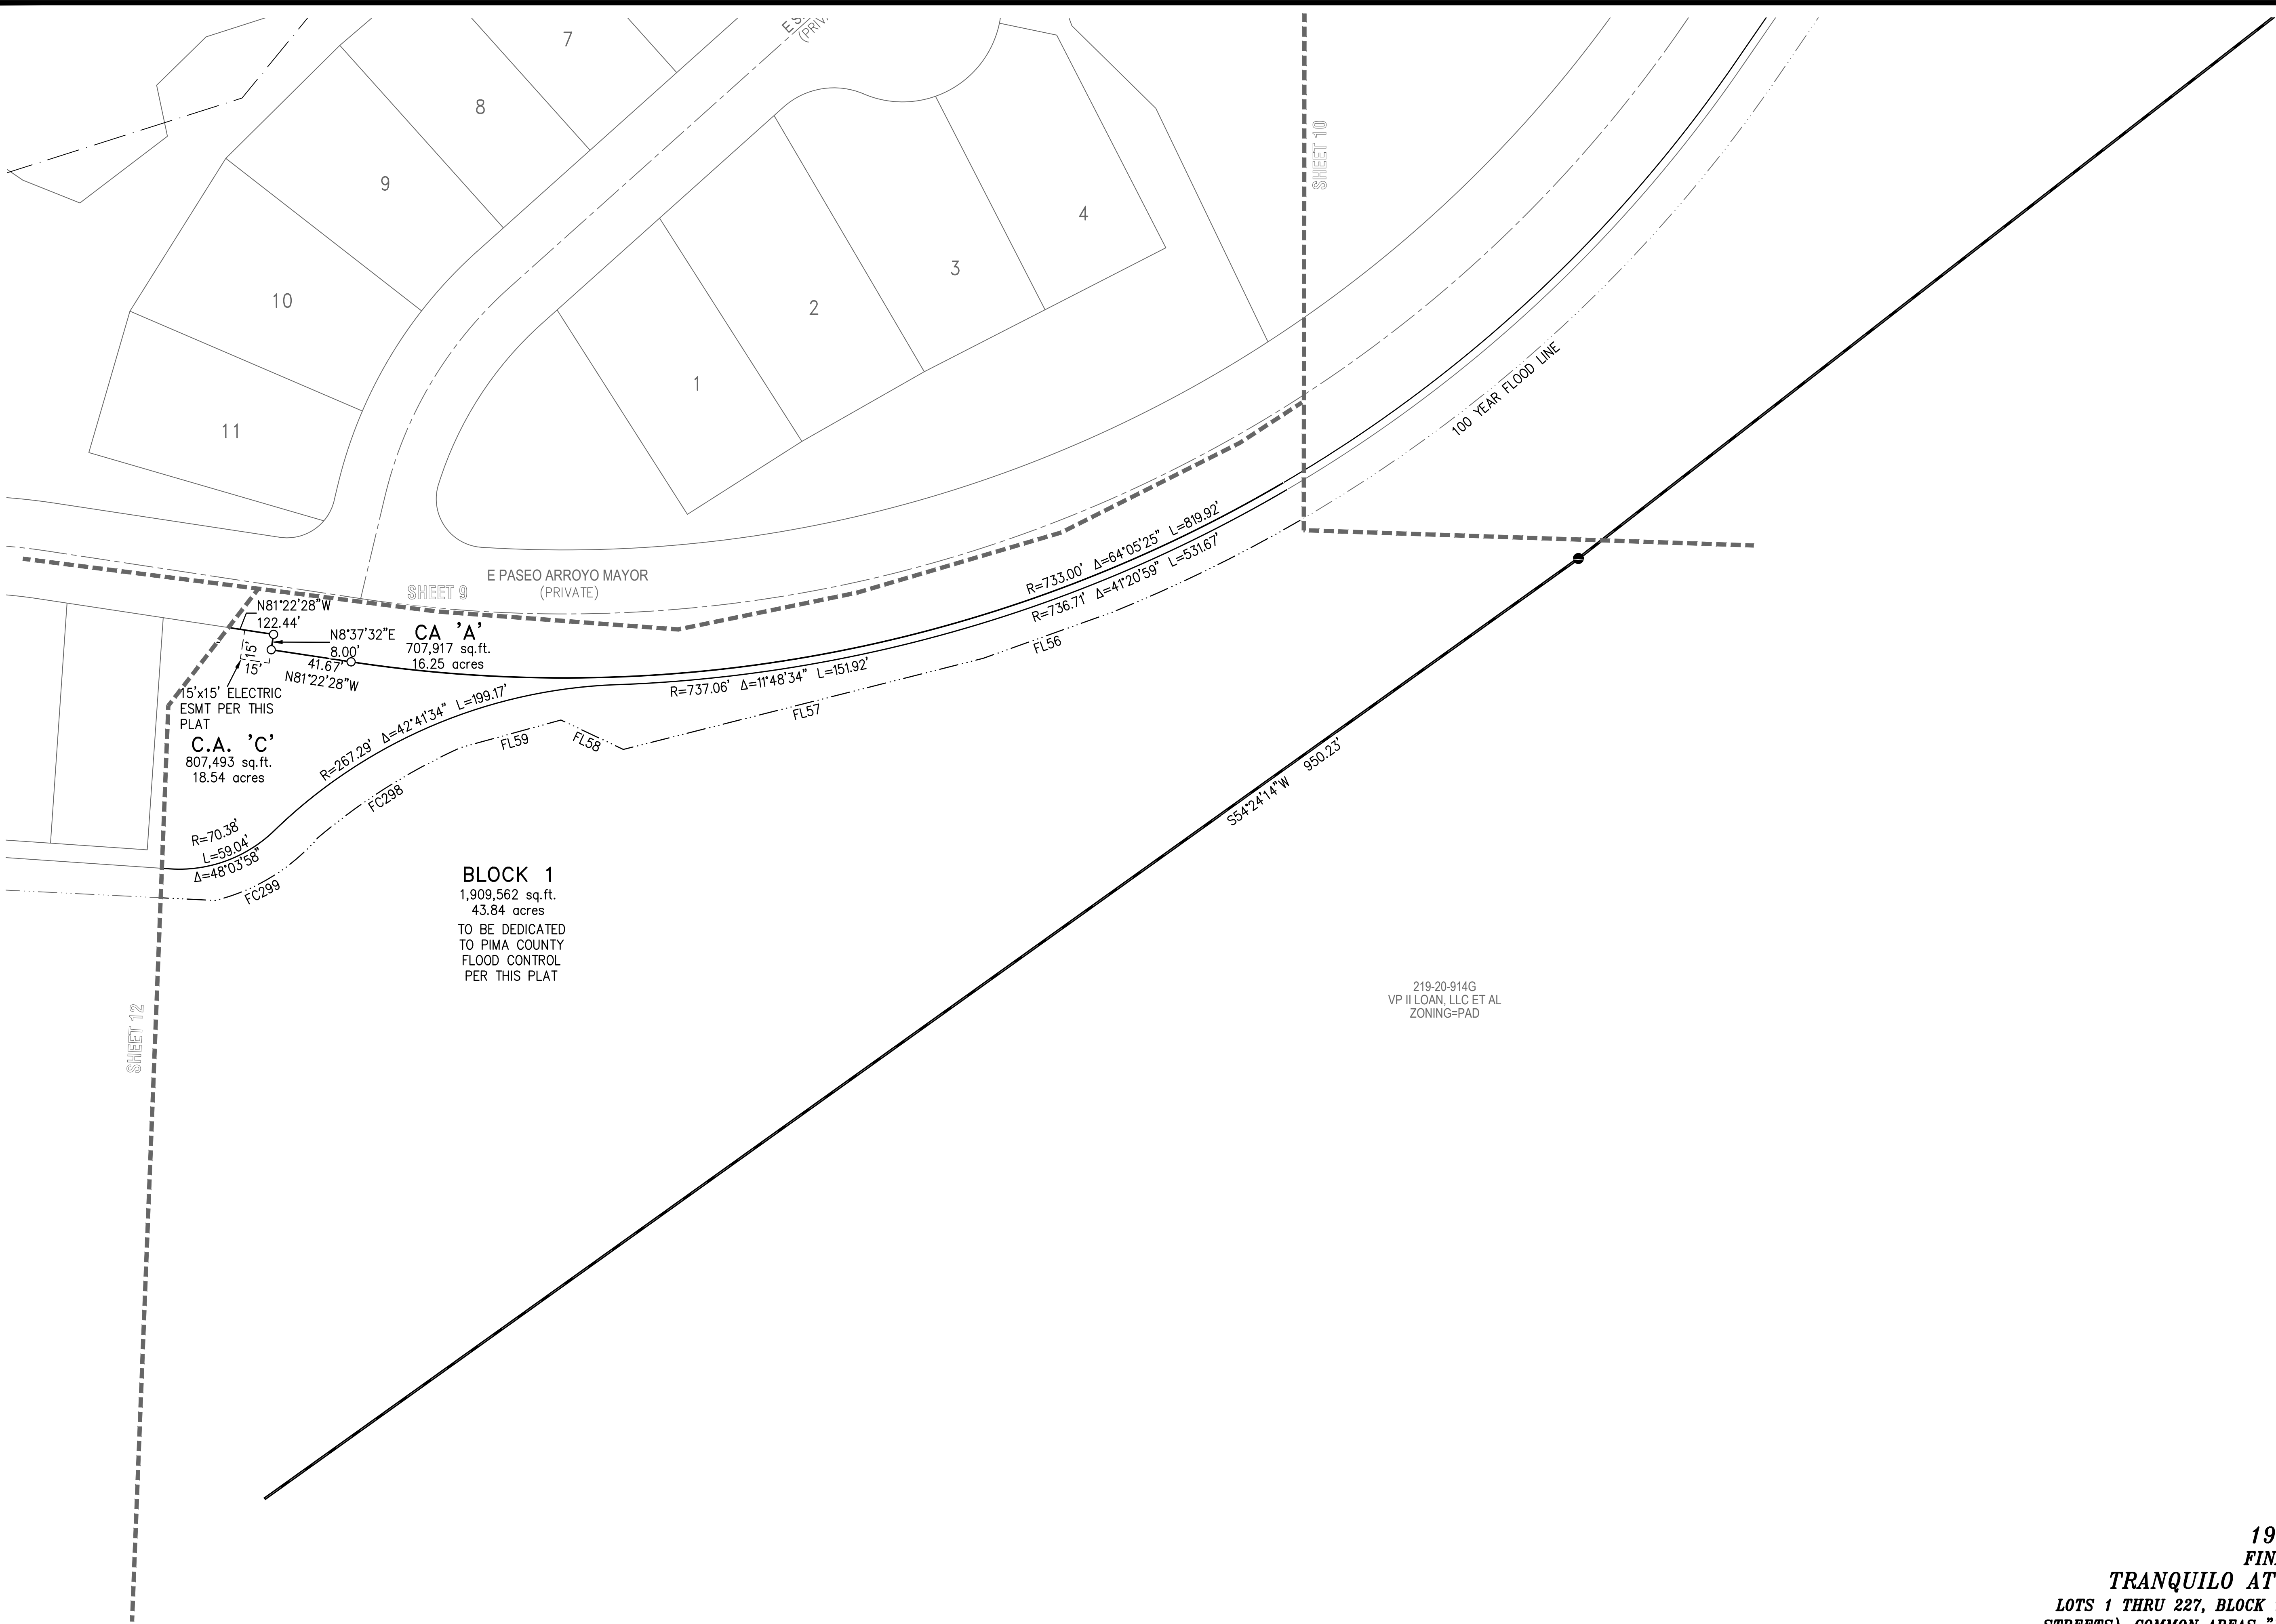 7
8
9
10
11
4
3
2
1
SHEET 10
100 YEAR FLOOD LINE
E PASEO ARROYO MAYOR
(PRIVATE)
SHEET 9
R=733.00' Δ=64°05'25" L=819.92'
R=736.71' Δ=41°20'59" L=531.67'
FL56
N81°22'28"W
122.44'
N8°37'32"E
8.00'
CA 'A'
707,917 sq.ft.
16.25 acres
15'
15'
41.67'
N81°22'28"W
15'x15' ELECTRIC
ESMT PER THIS
PLAT
C.A. 'C'
807,493 sq.ft.
18.54 acres
R=737.06' Δ=11°48'34" L=151.92'
R=267.29' Δ=42°41'34" L=199.17'
FL57
FL58
FL59
FC298
R=70.38'
L=59.04'
Δ=48°03'58"
FC299
S54°24'14"W 950.23'
BLOCK 1
1,909,562 sq.ft.
43.84 acres
TO BE DEDICATED
TO PIMA COUNTY
FLOOD CONTROL
PER THIS PLAT
SHEET 12
219-20-914G
VP II LOAN, LLC ET AL
ZONING=PAD
19
TRANQUILO AT
LOTS 1 THRU 227, BLOCK
STREETS), COMMON AREAS "